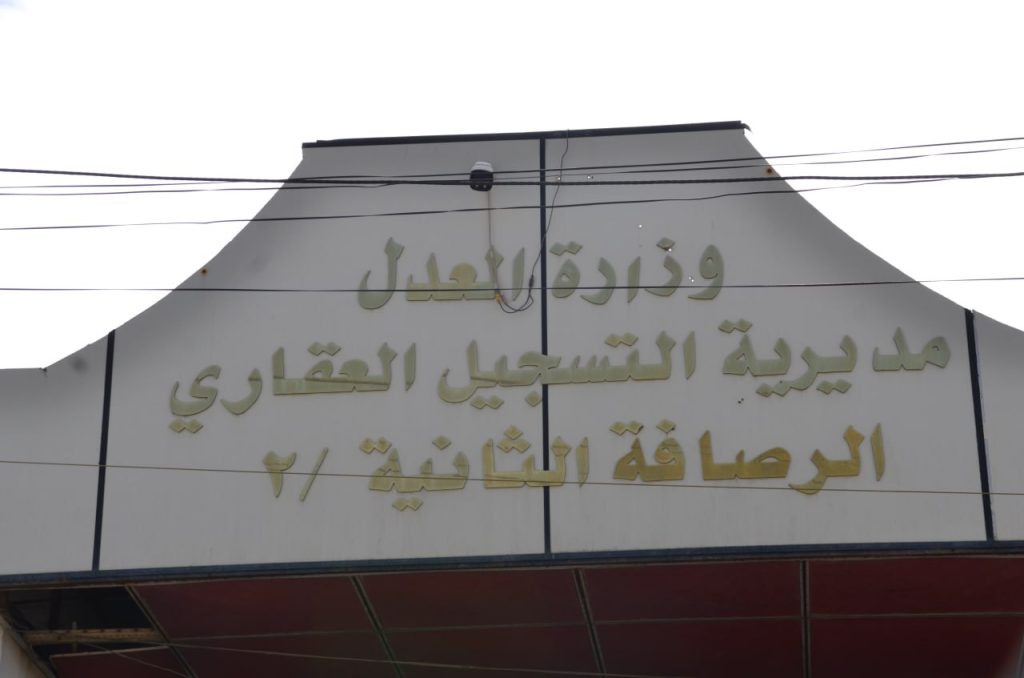 وزارة العدل
مديرية التسجيل العقاري
الرصافة الثانية /٢